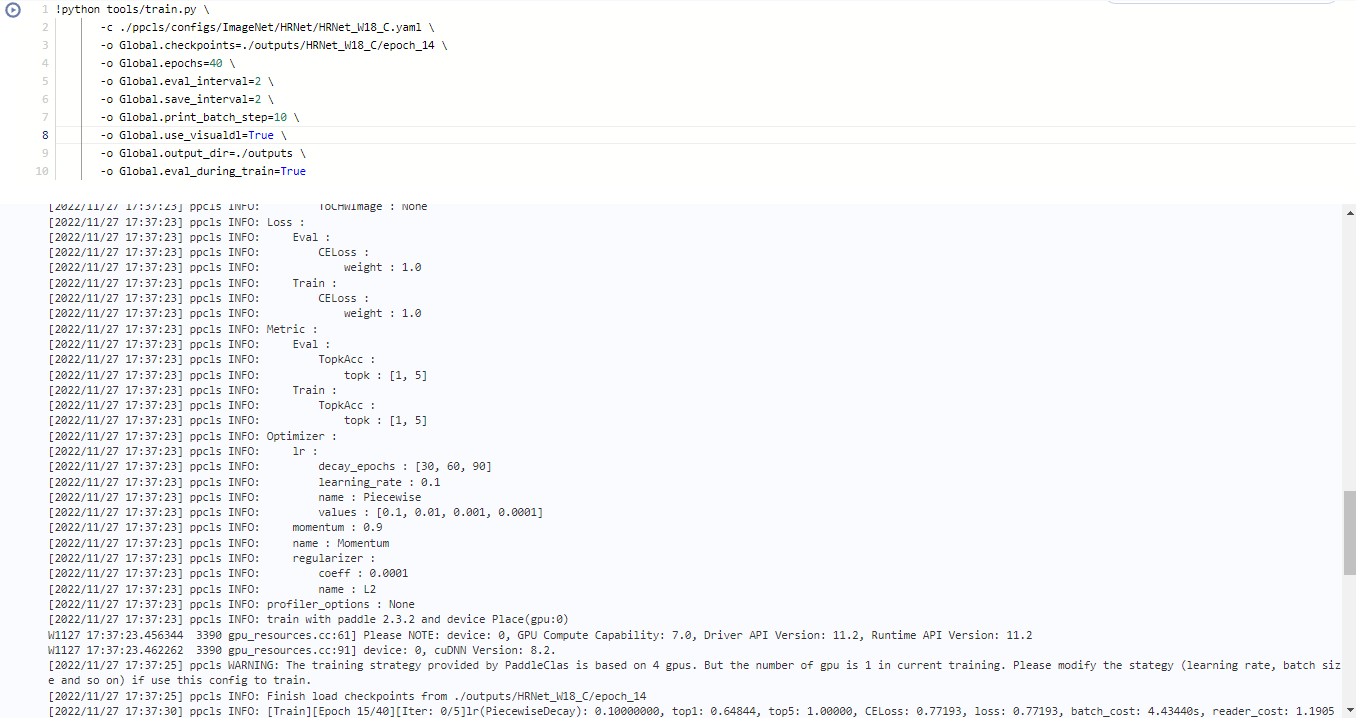 1 !python tools/train.py \
2 -c ./ppcls/configs/ImageNet/HRNet/HRNet_W18_C.yaml \
3 -o Global.checkpoints=./outputs/HRNet_W18_C/epoch_14 \
4 -o Global.epochs=40 \
5 -o Global.eval_interval=2 \
6 -o Global.save_interval=2 \
7 -o Global.print_batch_step=10 \
8 -o Global.use_visualdl=True \
9 -o Global.output_dir=./outputs \
10 -o Global.eval_during_train=True
[2022/11/27 17:37:23] ppcls INFO: ToCHWImage : None
[2022/11/27 17:37:23] ppcls INFO: Loss :
[2022/11/27 17:37:23] ppcls INFO: Eval :
[2022/11/27 17:37:23] ppcls INFO: CELoss :
[2022/11/27 17:37:23] ppcls INFO: weight : 1.0
[2022/11/27 17:37:23] ppcls INFO: Train :
[2022/11/27 17:37:23] ppcls INFO: CELoss :
[2022/11/27 17:37:23] ppcls INFO: weight : 1.0
[2022/11/27 17:37:23] ppcls INFO: Metric :
[2022/11/27 17:37:23] ppcls INFO: Eval :
[2022/11/27 17:37:23] ppcls INFO: TopkAcc :
[2022/11/27 17:37:23] ppcls INFO: topk : [1, 5]
[2022/11/27 17:37:23] ppcls INFO: Train :
[2022/11/27 17:37:23] ppcls INFO: TopkAcc :
[2022/11/27 17:37:23] ppcls INFO: topk : [1, 5]
[2022/11/27 17:37:23] ppcls INFO: Optimizer :
[2022/11/27 17:37:23] ppcls INFO: lr :
[2022/11/27 17:37:23] ppcls INFO: decay_epochs : [30, 60, 90]
[2022/11/27 17:37:23] ppcls INFO: learning_rate : 0.1
[2022/11/27 17:37:23] ppcls INFO: name : Piecewise
[2022/11/27 17:37:23] ppcls INFO: values : [0.1, 0.01, 0.001, 0.0001]
[2022/11/27 17:37:23] ppcls INFO: momentum : 0.9
[2022/11/27 17:37:23] ppcls INFO: name : Momentum
[2022/11/27 17:37:23] ppcls INFO: regularizer :
[2022/11/27 17:37:23] ppcls INFO: coeff : 0.0001
[2022/11/27 17:37:23] ppcls INFO: name : L2
[2022/11/27 17:37:23] ppcls INFO: profiler_options : None
[2022/11/27 17:37:23] ppcls INFO: train with paddle 2.3.2 and device Place(gpu:0)
W1127 17:37:23.456344 3390 gpu_resources.cc:61] Please NOTE: device: 0, GPU Compute Capability: 7.0, Driver API Version: 11.2, Runtime API Version: 11.2
W1127 17:37:23.462262 3390 gpu_resources.cc:91] device: 0, cuDNN Version: 8.2.
[2022/11/27 17:37:25] ppcls WARNING: The training strategy provided by PaddleClas is based on 4 gpus. But the number of gpu is 1 in current training. Please modify the stategy (learning rate, batch siz
e and so on) if use this config to train.
[2022/11/27 17:37:25] ppcls INFO: Finish load checkpoints from ./outputs/HRNet_W18_C/epoch_14
[2022/11/27 17:37:30] ppcls INFO: [Train][Epoch 15/40][Iter: 0/5]lr(PiecewiseDecay): 0.10000000, top1: 0.64844, top5: 1.00000, CELoss: 0.77193, loss: 0.77193, batch_cost: 4.43440s, reader_cost: 1.1905